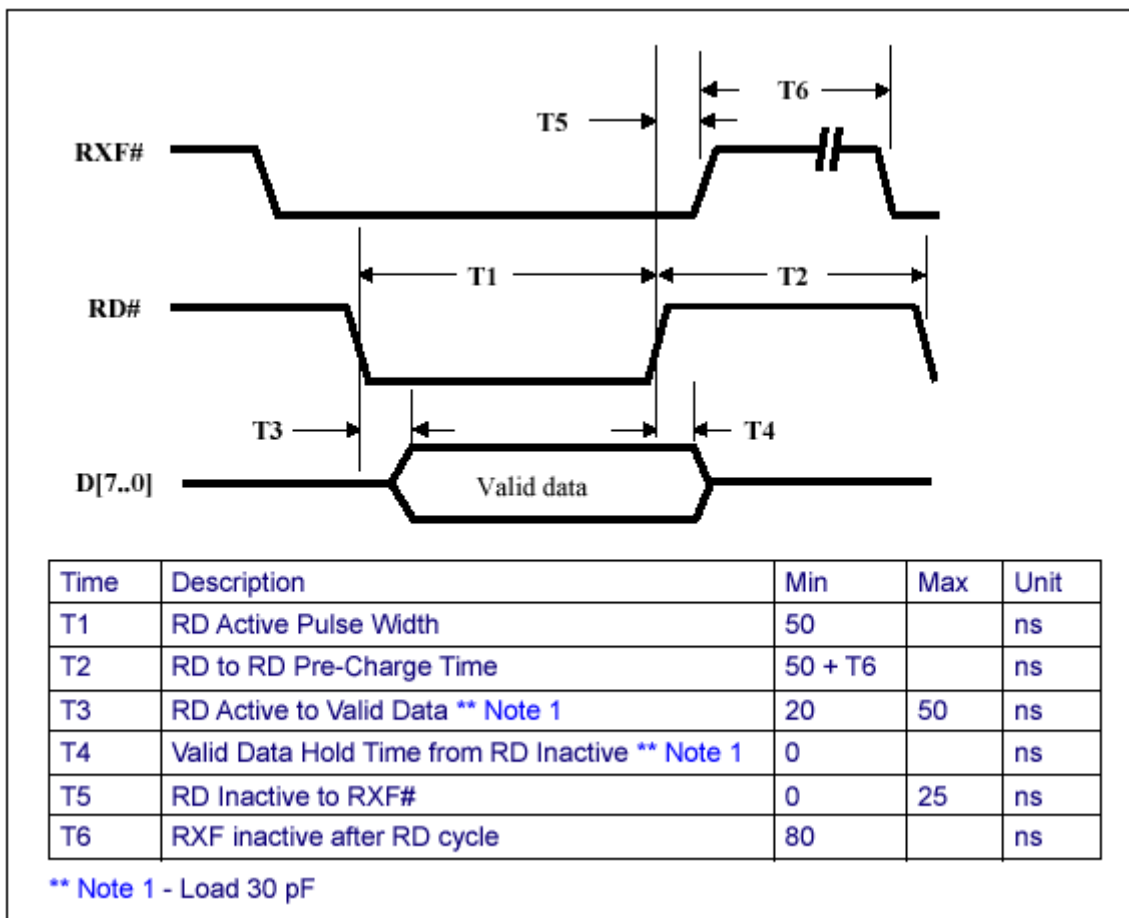 T6
T5
RXF#
T1
T2
RD#
T3
T4
D[7..0]
Valid data
Time Description Min Max Unit
T1 RD Active Pulse Width 50 ns
T2 RD to RD Pre-Charge Time 50 + T6 ns
T3 RD Active to Valid Data ** Note 1 20 50 ns
T4 Valid Data Hold Time from RD Inactive ** Note 1 0 ns
T5 RD Inactive to RXF# 0 25 ns
T6 RXF inactive after RD cycle 80 ns
** Note 1 - Load 30 pF